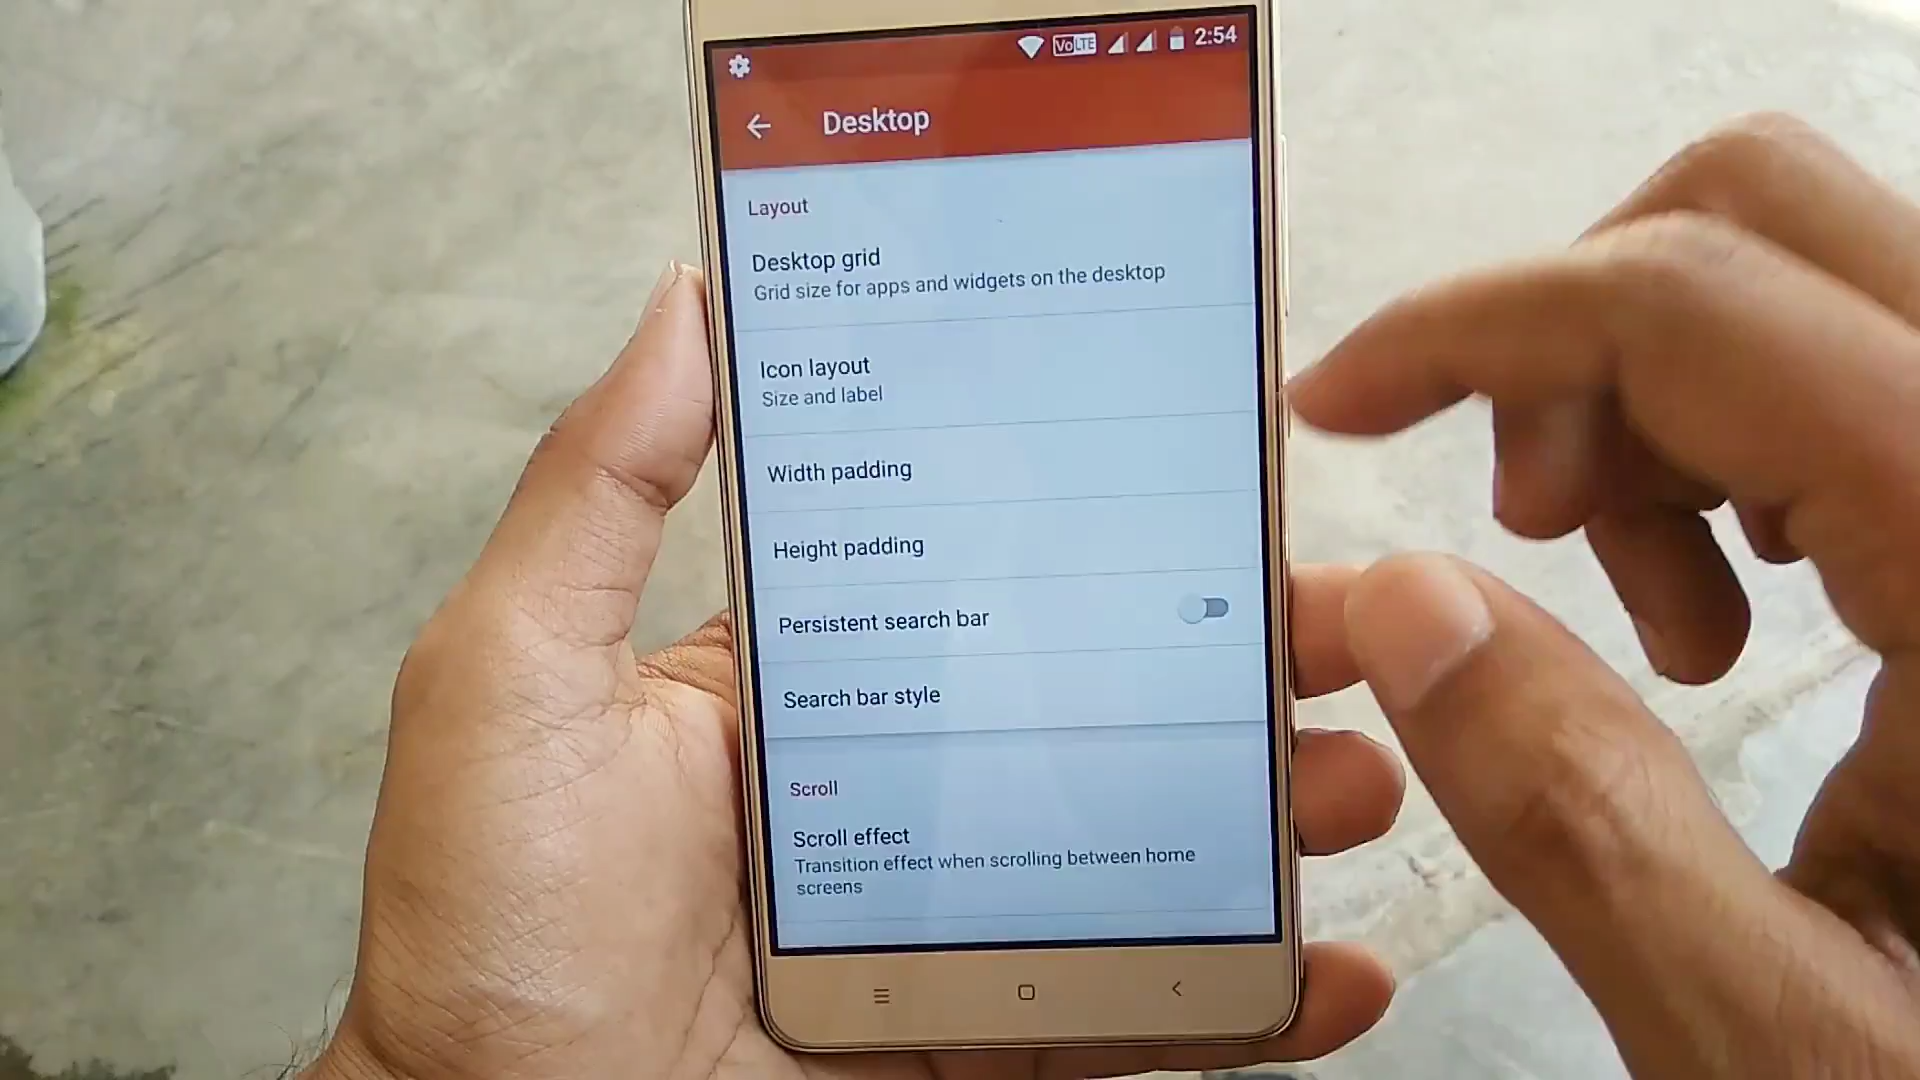 VoLTE 2:54
Desktop
Layout
Desktop grid
Grid size for apps and widgets on the desktop
Icon layout
Size and label
Width padding
Height padding
Persistent search bar
Search bar style
Scroll
Scroll effect
Transition effect when scrolling between home
screens